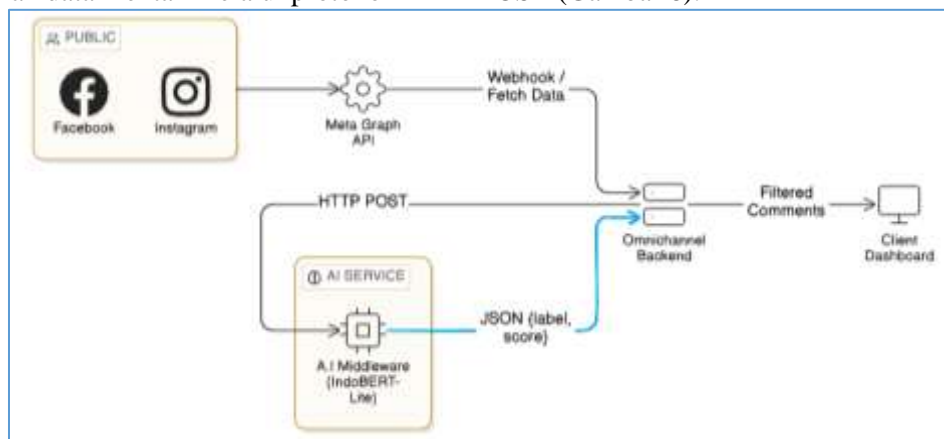 PUBLIC
Facebook
Instagram
Meta Graph
API
Webhook /
Fetch Data
HTTP POST
Omnichannel
Backend
Filtered
Comments
Client
Dashboard
AI SERVICE
A.I Middleware
(IndoBERT-
Lite)
JSON {label,
score}